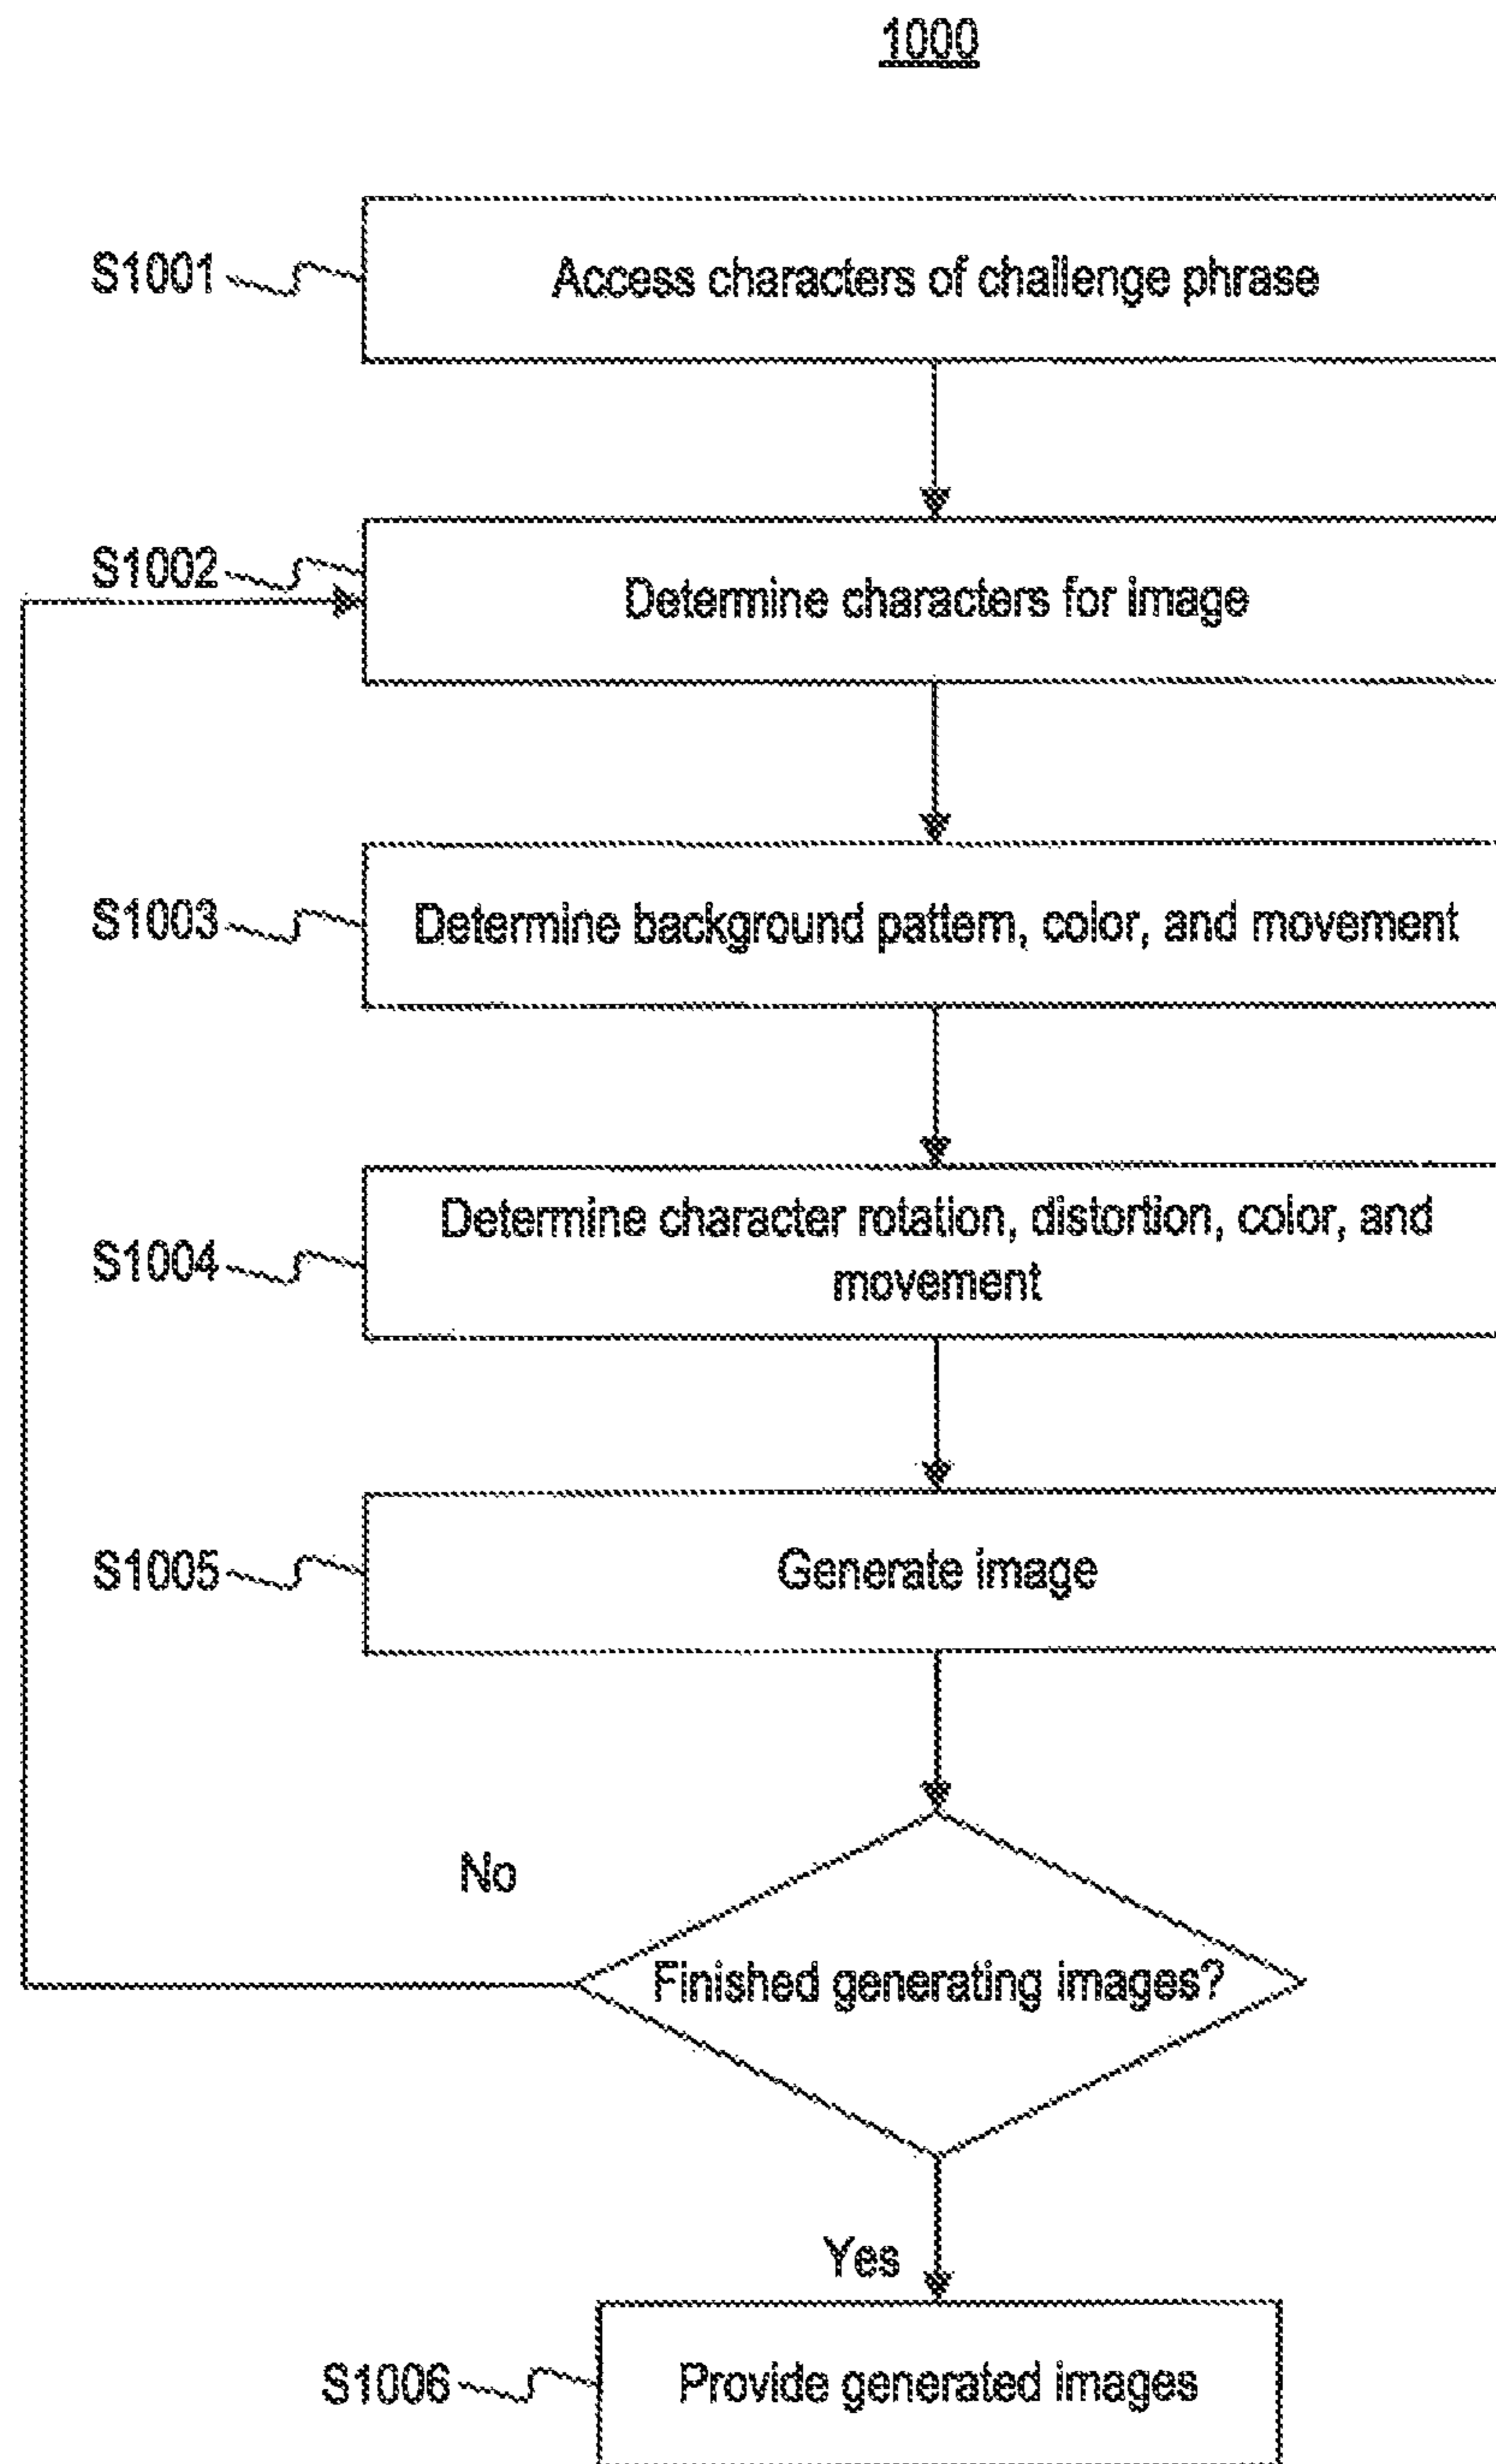 1000
S1001
Access characters of challenge phrase
S1002
Determine characters for image
S1003
Determine background pattern, color, and movement
S1004
Determine character rotation, distortion, color, and
movement
S1005
Generate image
No
Finished generating images?
Yes
S1006
Provide generated images